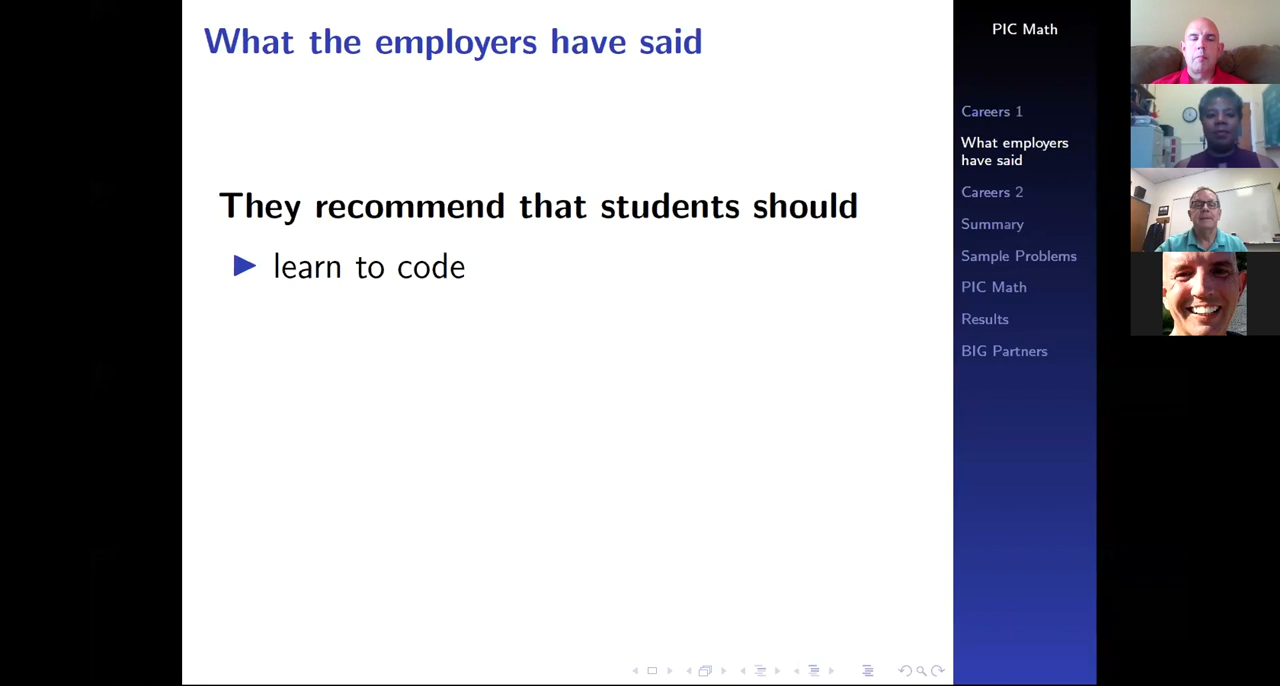 What the employers have said
They recommend that students should
learn to code
PIC Math
Careers 1
What employers
have said
Careers 2
Summary
Sample Problems
PIC Math
Results
BIG Partners